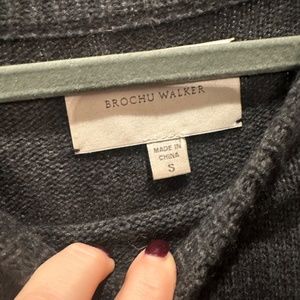 BROCHU WALKER
MADE IN
CHINA
S